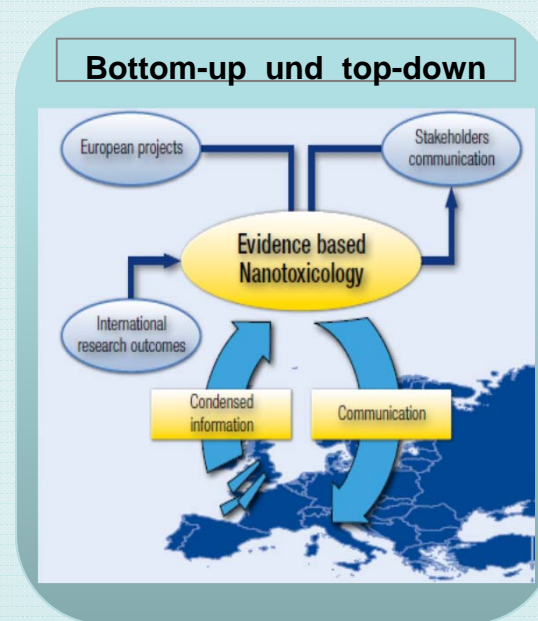 Bottom-up und top-down
European projects
Stakeholders
communication
Evidence based
Nanotoxicology
International
research outcomes
Condensed
information
Communication